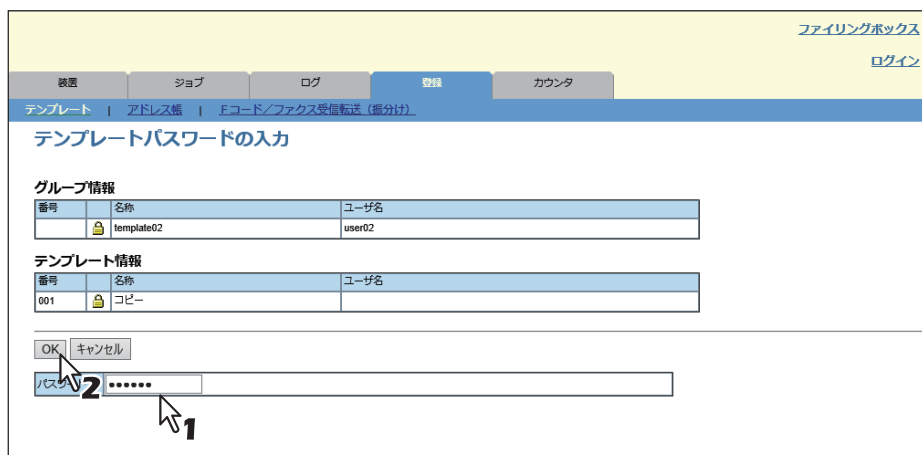 ファイリングボックス
ログイン
装置 ジョブ ログ 登録 カウンタ
テンプレート | アドレス帳 | Fコード/ファクス受信転送（振分け）
テンプレートパスワードの入力
グループ情報
番号 名称 ユーザ名
template02 user02
テンプレート情報
番号 名称 ユーザ名
001 コピー
OK キャンセル
2
••••••
1